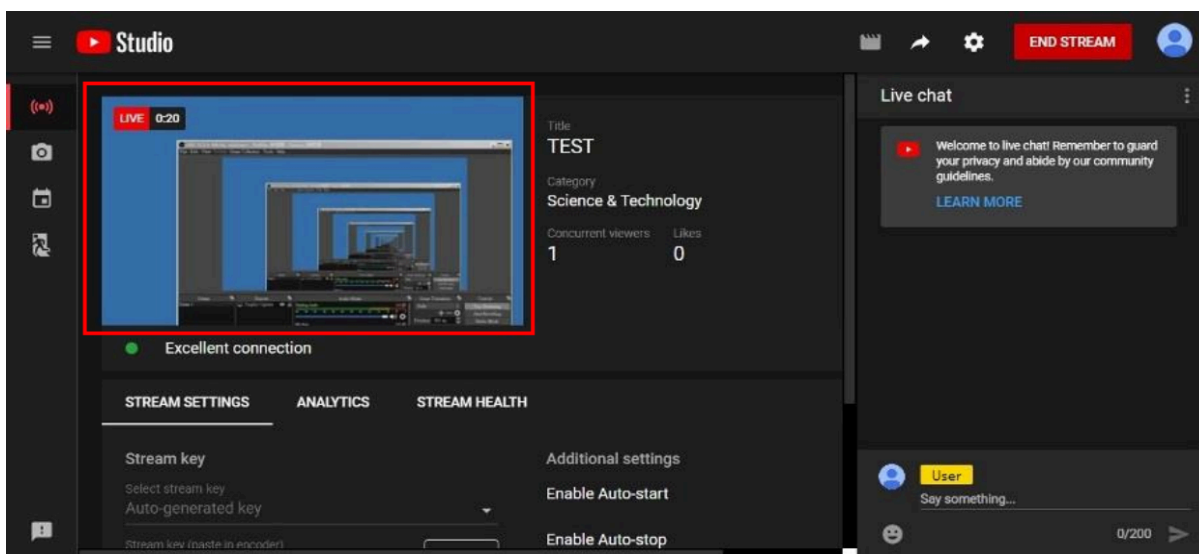 Studio
END STREAM
LIVE 0:20
Title
TEST
Category
Science & Technology
Concurrent viewers Likes
1 0
Excellent connection
STREAM SETTINGS ANALYTICS STREAM HEALTH
Stream key
Select stream key
Auto-generated key
Stream key (paste in encoder)
Additional settings
Enable Auto-start
Enable Auto-stop
Live chat
Welcome to live chat! Remember to guard
your privacy and abide by our community
guidelines.
LEARN MORE
User
Say something...
0/200